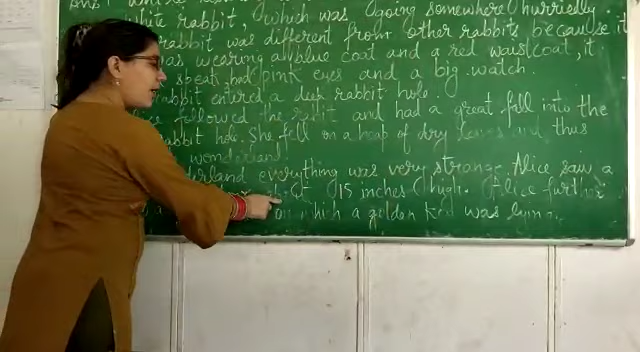 Ans: white rabbit, which was going somewhere hurriedly.
rabbit was different from other rabbits because it
was wearing a blue coat and a red waistcoat, it
speak, had pink eyes and a big watch.
rabbit entered a deep rabbit hole.
followed the rabbit and had a great fall into the
rabbit hole. She fell on a heap of dry leaves and thus
wonderland.
everything was very strange. Alice saw a
15 inches high. Alice further
on which a golden key was lying.